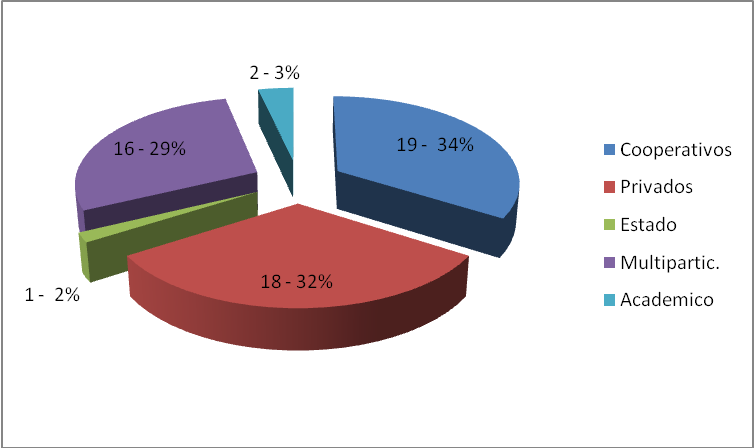 2 - 3%
19 -  34%
16 - 29%
1 -  2%
18 - 32%
Cooperativos
Privados
Estado
Multipartic.
Academico